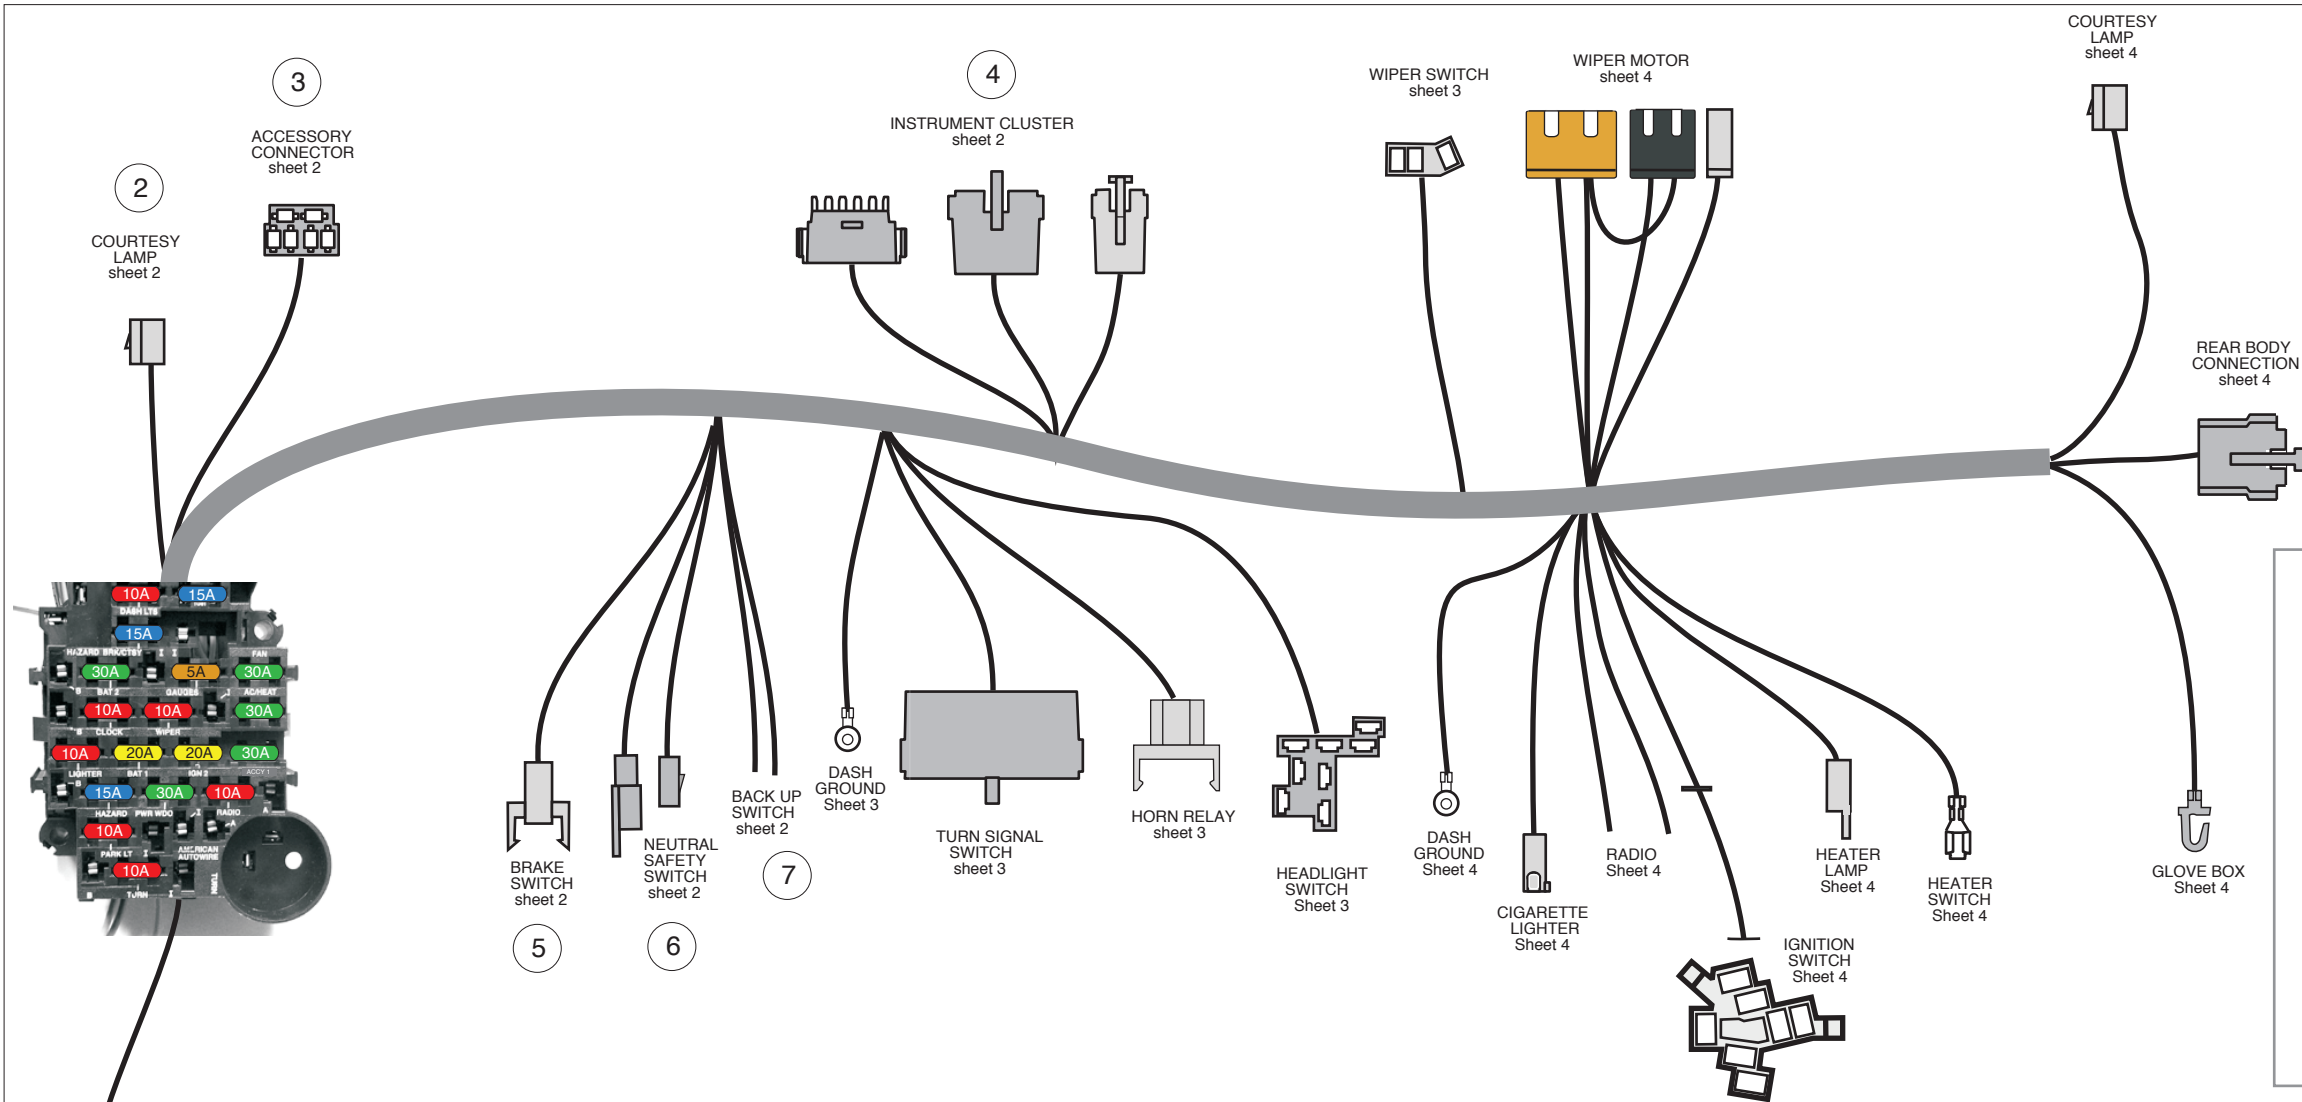 3
ACCESSORY
CONNECTOR
sheet 2
2
COURTESY
LAMP
sheet 2
4
INSTRUMENT CLUSTER
sheet 2
WIPER SWITCH
sheet 3
WIPER MOTOR
sheet 4
COURTESY
LAMP
sheet 4
REAR BODY
CONNECTION
sheet 4
10A 15A
DASH LTS
15A
HAZARD BRK/CTSY I I FAN
30A 5A 30A
B BAT 2 GAUGES I AC/HEAT
10A 10A 30A
B CLOCK WIPER
10A 20A 20A 30A
LIGHTER BAT 1 IGN 2 ACCY 1
B
15A 30A 10A
HAZARD PWR WDO I RADIO A
10A
A
PARK LT I AMERICAN
AUTOWIRE
10A
TURN
B TURN I
BRAKE
SWITCH
sheet 2
5
NEUTRAL
SAFETY
SWITCH
sheet 2
6
BACK UP
SWITCH
sheet 2
7
DASH
GROUND
Sheet 3
TURN SIGNAL
SWITCH
sheet 3
HORN RELAY
sheet 3
HEADLIGHT
SWITCH
Sheet 3
DASH
GROUND
Sheet 4
CIGARETTE
LIGHTER
Sheet 4
RADIO
Sheet 4
IGNITION
SWITCH
Sheet 4
HEATER
LAMP
Sheet 4
HEATER
SWITCH
Sheet 4
GLOVE BOX
Sheet 4